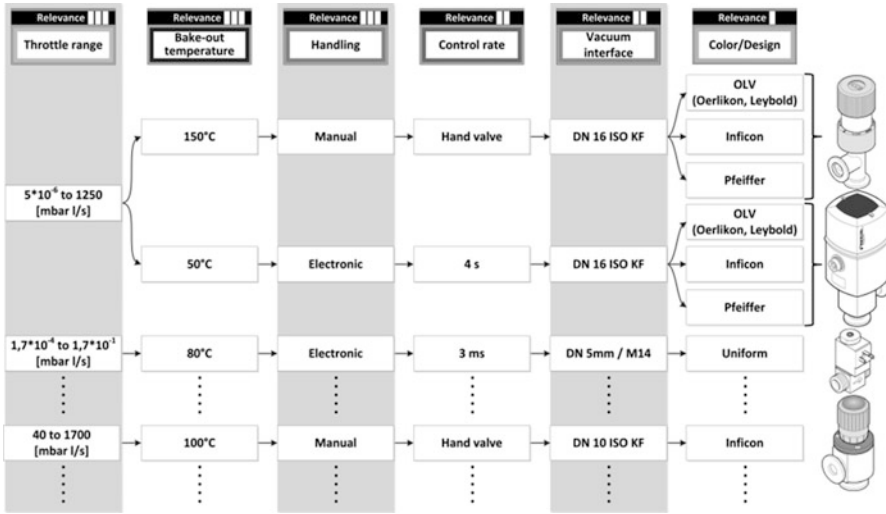 Relevance
Relevance
Relevance
Relevance
Relevance
Relevance
Throttle range
Bake-out
temperature
Handling
Control rate
Vacuum
interface
Color/Design
5*10⁻⁶ to 1250
[mbar l/s]
150°C
Manual
Hand valve
DN 16 ISO KF
OLV
(Oerlikon, Leybold)
Inficon
Pfeiffer
50°C
Electronic
4 s
DN 16 ISO KF
OLV
(Oerlikon, Leybold)
Inficon
Pfeiffer
1,7*10⁻⁴ to 1,7*10⁻¹
[mbar l/s]
80°C
Electronic
3 ms
DN 5mm / M14
Uniform
40 to 1700
[mbar l/s]
100°C
Manual
Hand valve
DN 10 ISO KF
Inficon